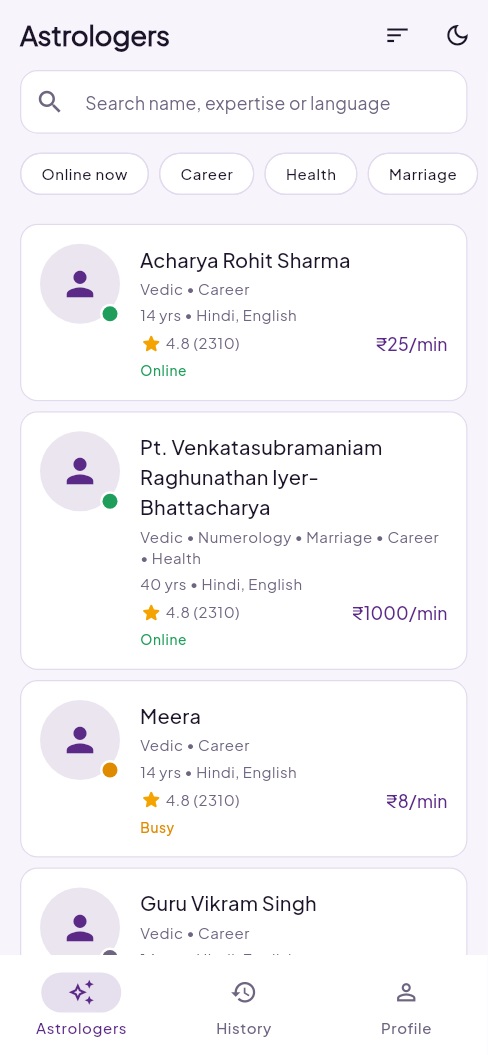 Astrologers
Search name, expertise or language
Online now
Career
Health
Marriage
Acharya Rohit Sharma
Vedic • Career
14 yrs • Hindi, English
4.8 (2310)
₹25/min
Online
Pt. Venkatasubramaniam
Raghunathan Iyer-
Bhattacharya
Vedic • Numerology • Marriage • Career
• Health
40 yrs • Hindi, English
4.8 (2310)
₹1000/min
Online
Meera
Vedic • Career
14 yrs • Hindi, English
4.8 (2310)
₹8/min
Busy
Guru Vikram Singh
Vedic • Career
Astrologers
History
Profile